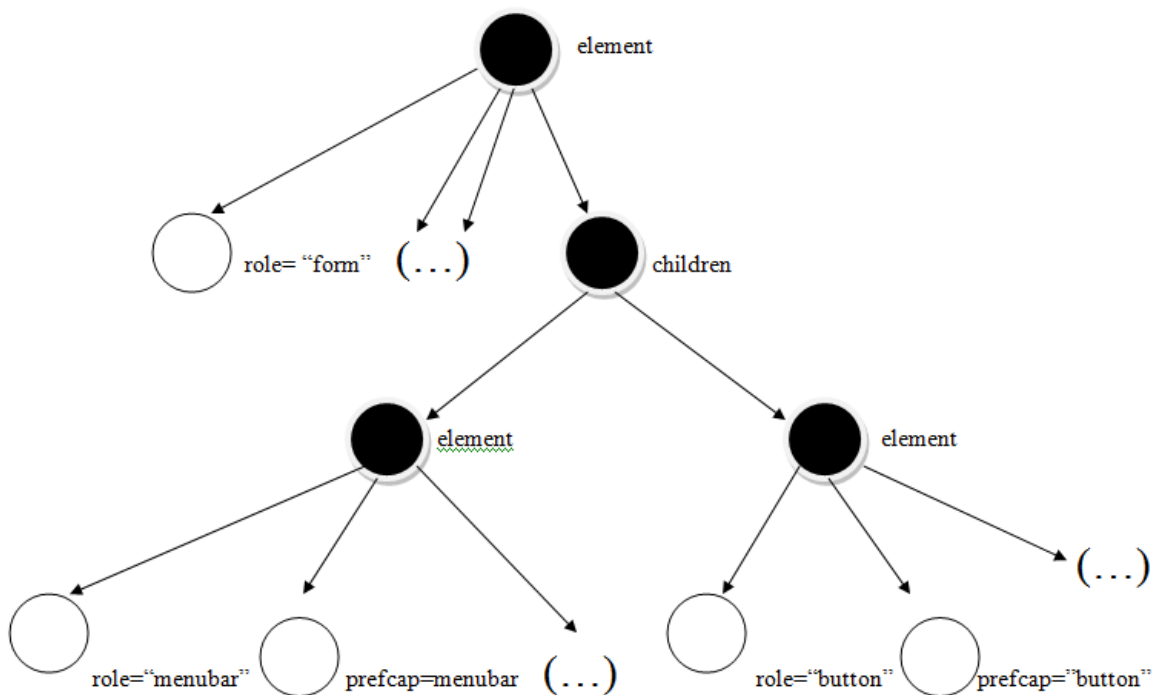 element
role= “form”
(...)
children
element
element
(...)
role=“menubar”
prefcap=menubar
(...)
role=“button”
prefcap=”button”